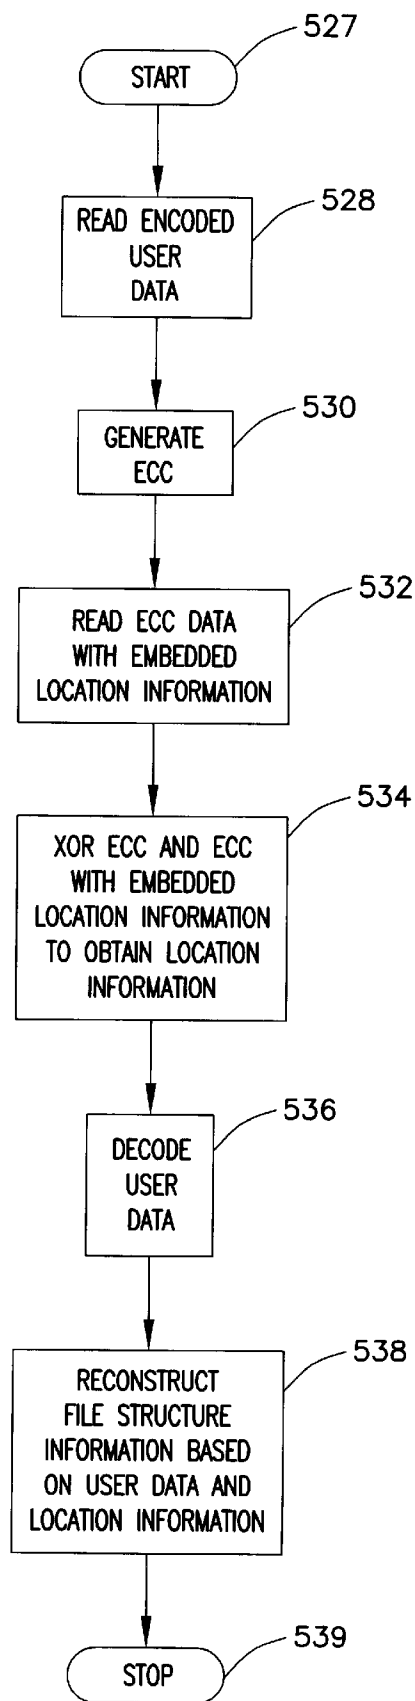 527
START
528
READ ENCODED
USER
DATA
530
GENERATE
ECC
532
READ ECC DATA
WITH EMBEDDED
LOCATION INFORMATION
534
XOR ECC AND ECC
WITH EMBEDDED
LOCATION INFORMATION
TO OBTAIN LOCATION
INFORMATION
536
DECODE
USER
DATA
538
RECONSTRUCT
FILE STRUCTURE
INFORMATION BASED
ON USER DATA AND
LOCATION INFORMATION
539
STOP